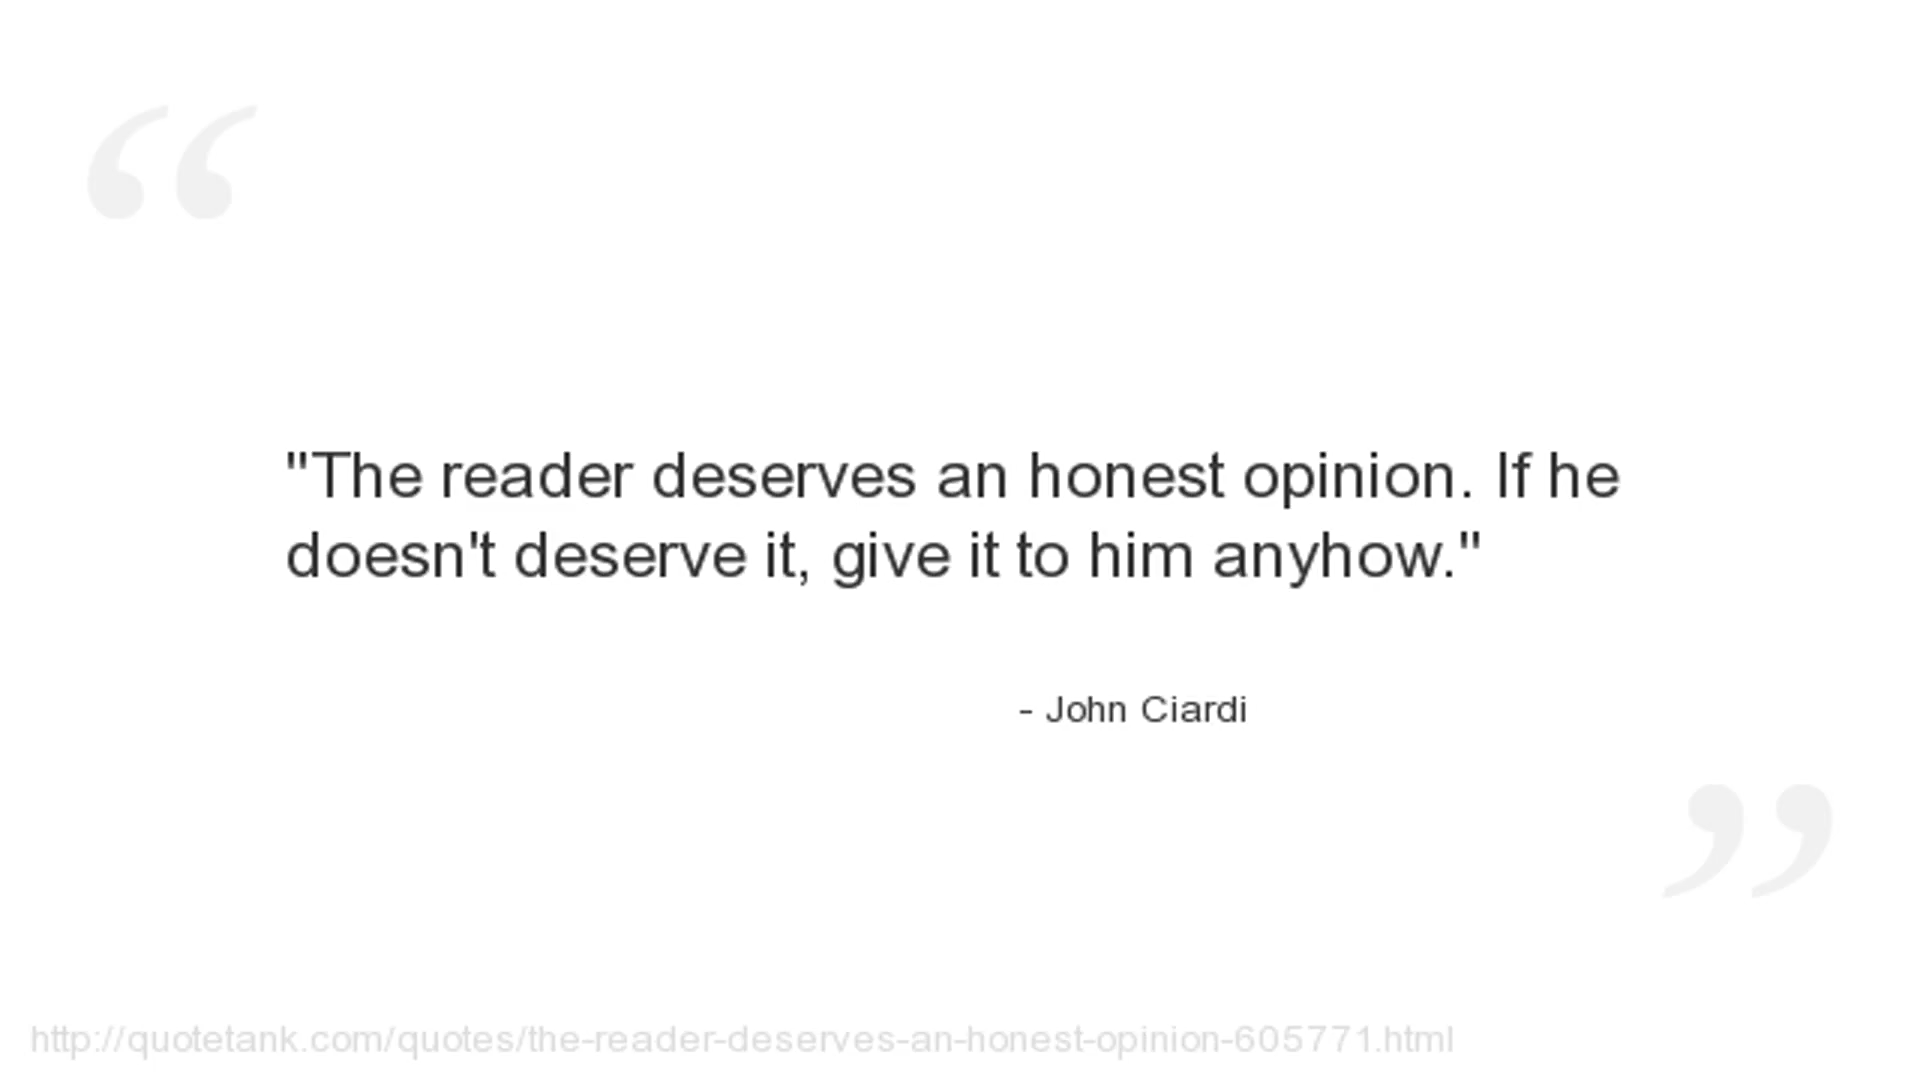 "The reader deserves an honest opinion. If he
doesn't deserve it, give it to him anyhow."
- John Ciardi
http://quotetank.com/quotes/the-reader-deserves-an-honest-opinion-605771.html